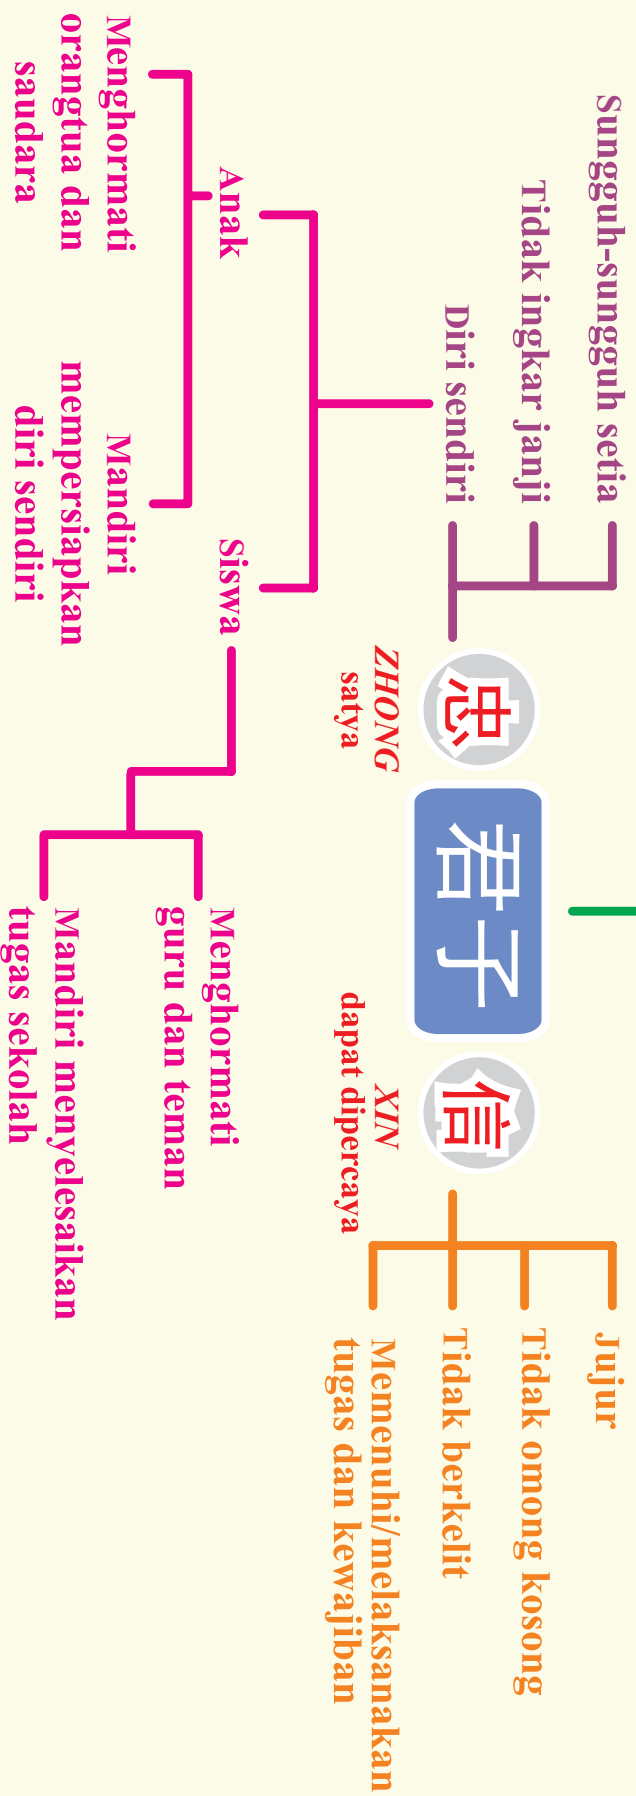 Sungguh-sungguh setia
Tidak ingkar janji
Diri sendiri
忠
ZHONG
satya
君子
信
XIN
dapat dipercaya
Jujur
Tidak omong kosong
Tidak berkelit
Memenuhi/melaksanakan
tugas dan kewajiban
Anak
Menghormati
orangtua dan
saudara
Mandiri
mempersiapkan
diri sendiri
Siswa
Menghormati
guru dan teman
Mandiri menyelesaikan
tugas sekolah